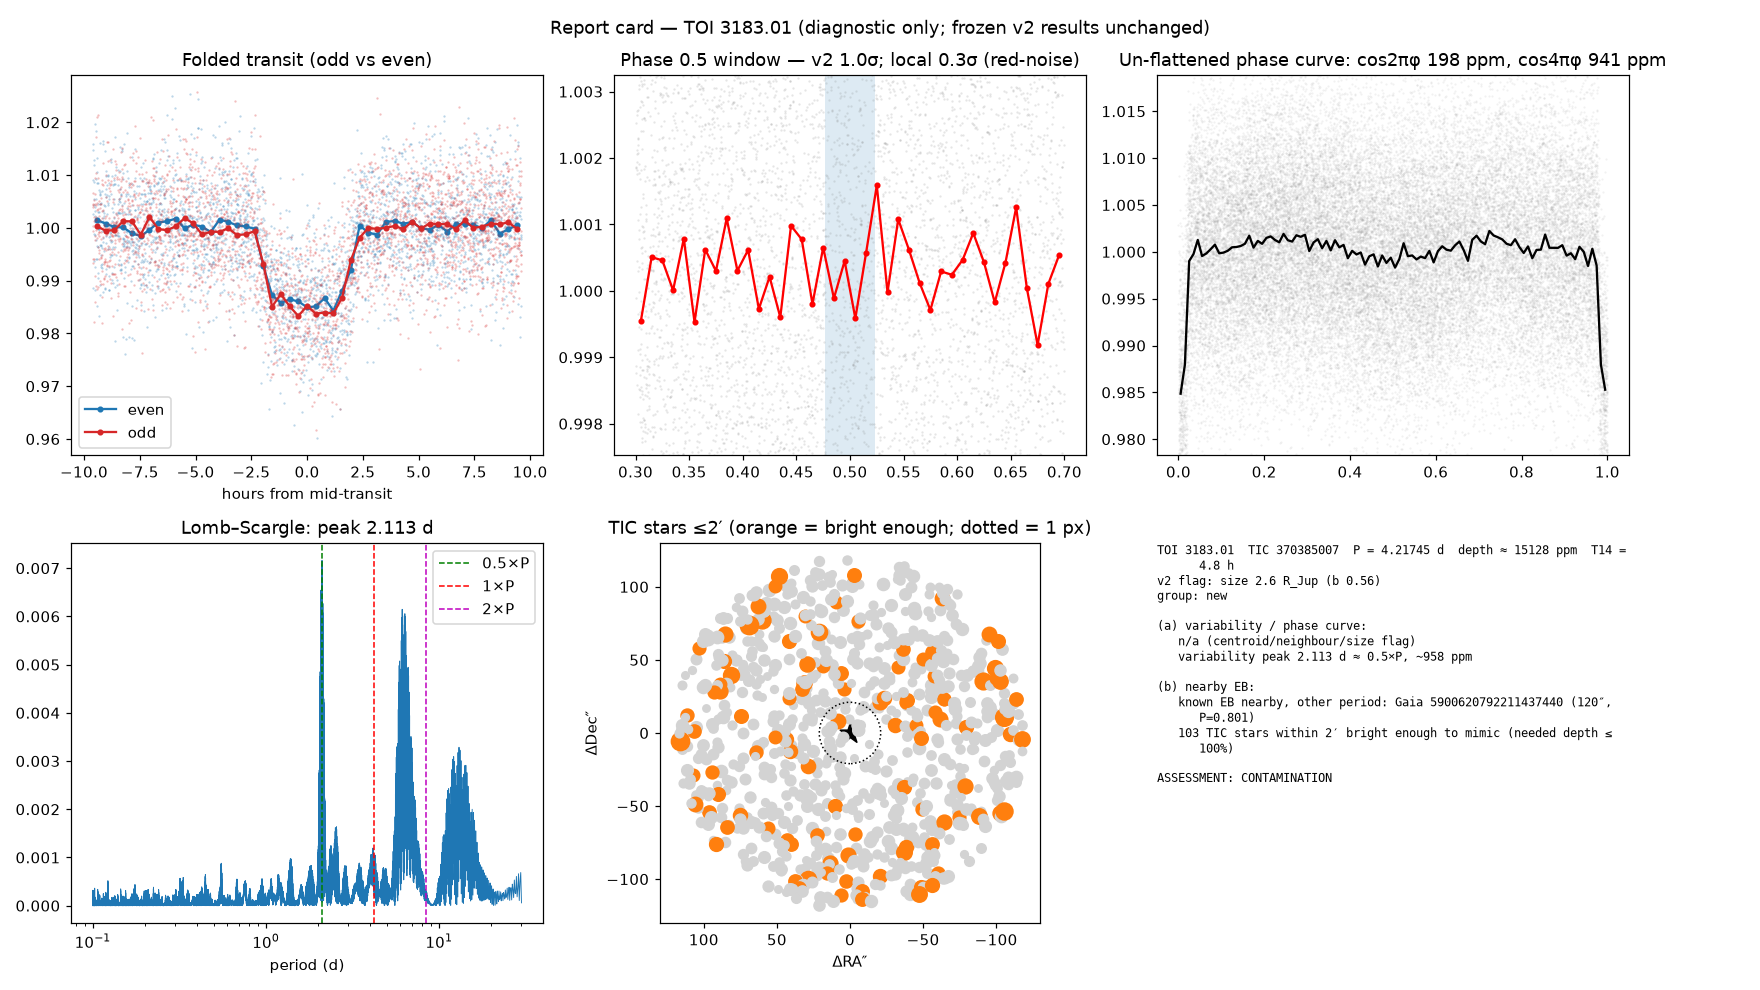 Report card — TOI 3183.01 (diagnostic only; frozen v2 results unchanged)
Folded transit (odd vs even)
1.02
1.01
1.00
0.99
0.98
0.97
0.96
even
odd
−10.0 −7.5 −5.0 −2.5 0.0 2.5 5.0 7.5 10.0
hours from mid-transit
Phase 0.5 window — v2 1.0σ; local 0.3σ (red-noise)
1.003
1.002
1.001
1.000
0.999
0.998
0.30 0.35 0.40 0.45 0.50 0.55 0.60 0.65 0.70
Un-flattened phase curve: cos2πφ 198 ppm, cos4πφ 941 ppm
1.015
1.010
1.005
1.000
0.995
0.990
0.985
0.980
0.0 0.2 0.4 0.6 0.8 1.0
Lomb–Scargle: peak 2.113 d
0.007
0.006
0.005
0.004
0.003
0.002
0.001
0.000
0.5×P
1×P
2×P
10⁻¹ 10⁰ 10¹
period (d)
TIC stars ≤2′ (orange = bright enough; dotted = 1 px)
ΔDec″
100
50
0
−50
−100
100 50 0 −50 −100
ΔRA″
TOI 3183.01 TIC 370385007 P = 4.21745 d depth ≈ 15128 ppm T14 =
4.8 h
v2 flag: size 2.6 R_Jup (b 0.56)
group: new
(a) variability / phase curve:
n/a (centroid/neighbour/size flag)
variability peak 2.113 d ≈ 0.5×P, ~958 ppm
(b) nearby EB:
known EB nearby, other period: Gaia 5900620792211437440 (120″,
P=0.801)
103 TIC stars within 2′ bright enough to mimic (needed depth ≤
100%)
ASSESSMENT: CONTAMINATION